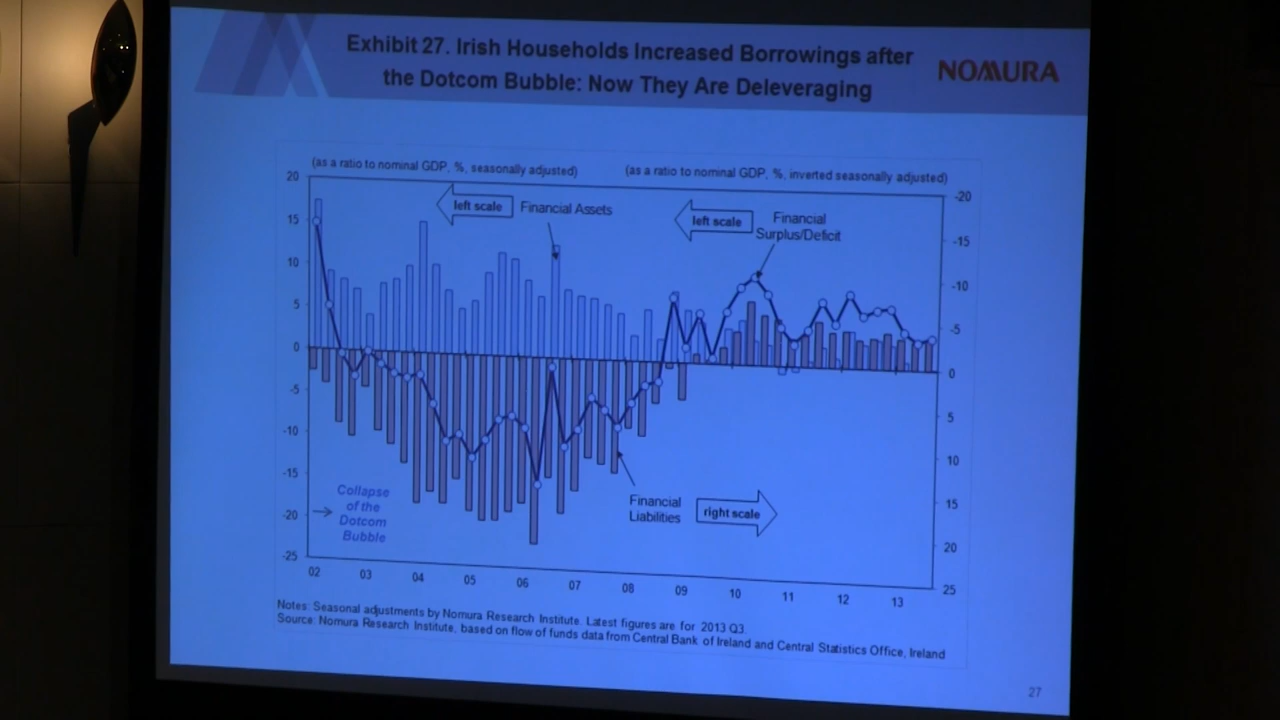 Exhibit 27. Irish Households Increased Borrowings after
the Dotcom Bubble: Now They Are Deleveraging
NOMURA
(as a ratio to nominal GDP, %, seasonally adjusted)
(as a ratio to nominal GDP, %, inverted seasonally adjusted)
20
15
10
5
0
-5
-10
-15
-20
-25
-20
-15
-10
-5
0
5
10
15
20
25
left scale
Financial Assets
left scale
Financial
Surplus/Deficit
Financial
Liabilities
right scale
Collapse
of the
Dotcom
Bubble
02 03 04 05 06 07 08 09 10 11 12 13
Notes: Seasonal adjustments by Nomura Research Institute. Latest figures are for 2013 Q3.
Source: Nomura Research Institute, based on flow of funds data from Central Bank of Ireland and Central Statistics Office, Ireland
27